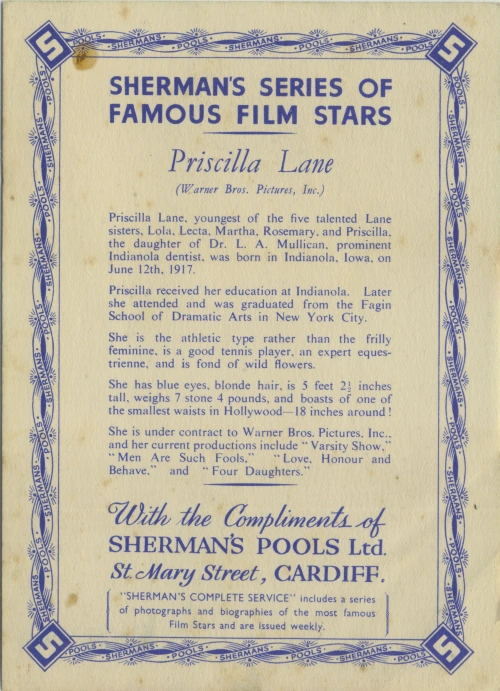 SHERMAN'S SERIES OF
FAMOUS FILM STARS
Priscilla Lane
(Warner Bros. Pictures, Inc.)
Priscilla Lane, youngest of the five talented Lane
sisters, Lola, Lecta, Martha, Rosemary, and Priscilla,
the daughter of Dr. L. A. Mullican, prominent
Indianola dentist, was born in Indianola, Iowa, on
June 12th, 1917.
Priscilla received her education at Indianola. Later
she attended and was graduated from the Fagin
School of Dramatic Arts in New York City.
She is the athletic type rather than the frilly
feminine, is a good tennis player, an expert eques-
trienne, and is fond of wild flowers.
She has blue eyes, blonde hair, is 5 feet 2½ inches
tall, weighs 7 stone 4 pounds, and boasts of one of
the smallest waists in Hollywood—18 inches around!
She is under contract to Warner Bros. Pictures, Inc.,
and her current productions include "Varsity Show,"
"Men Are Such Fools," "Love, Honour and
Behave," and "Four Daughters."
With the Compliments of
SHERMAN'S POOLS Ltd.
St. Mary Street, CARDIFF.
"SHERMAN'S COMPLETE SERVICE" includes a series
of photographs and biographies of the most famous
Film Stars and are issued weekly.